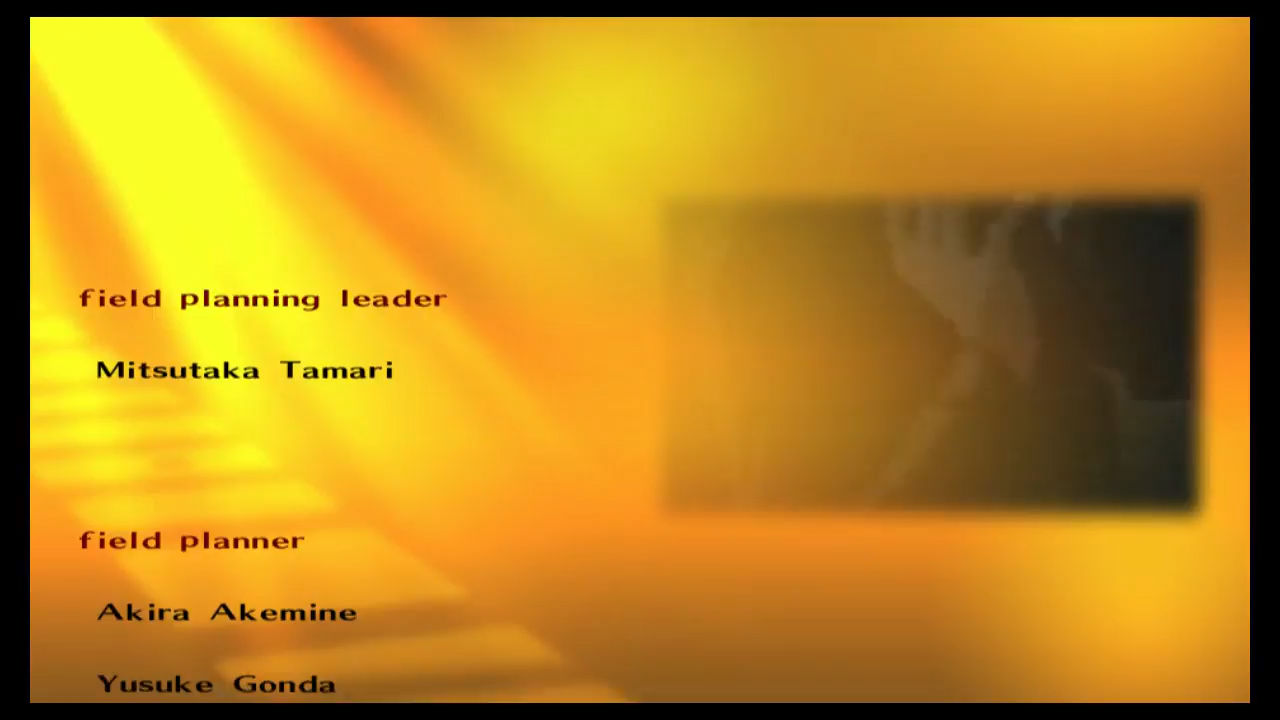 field planning leader
Mitsutaka Tamari
field planner
Akira Akemine
Yusuke Gonda